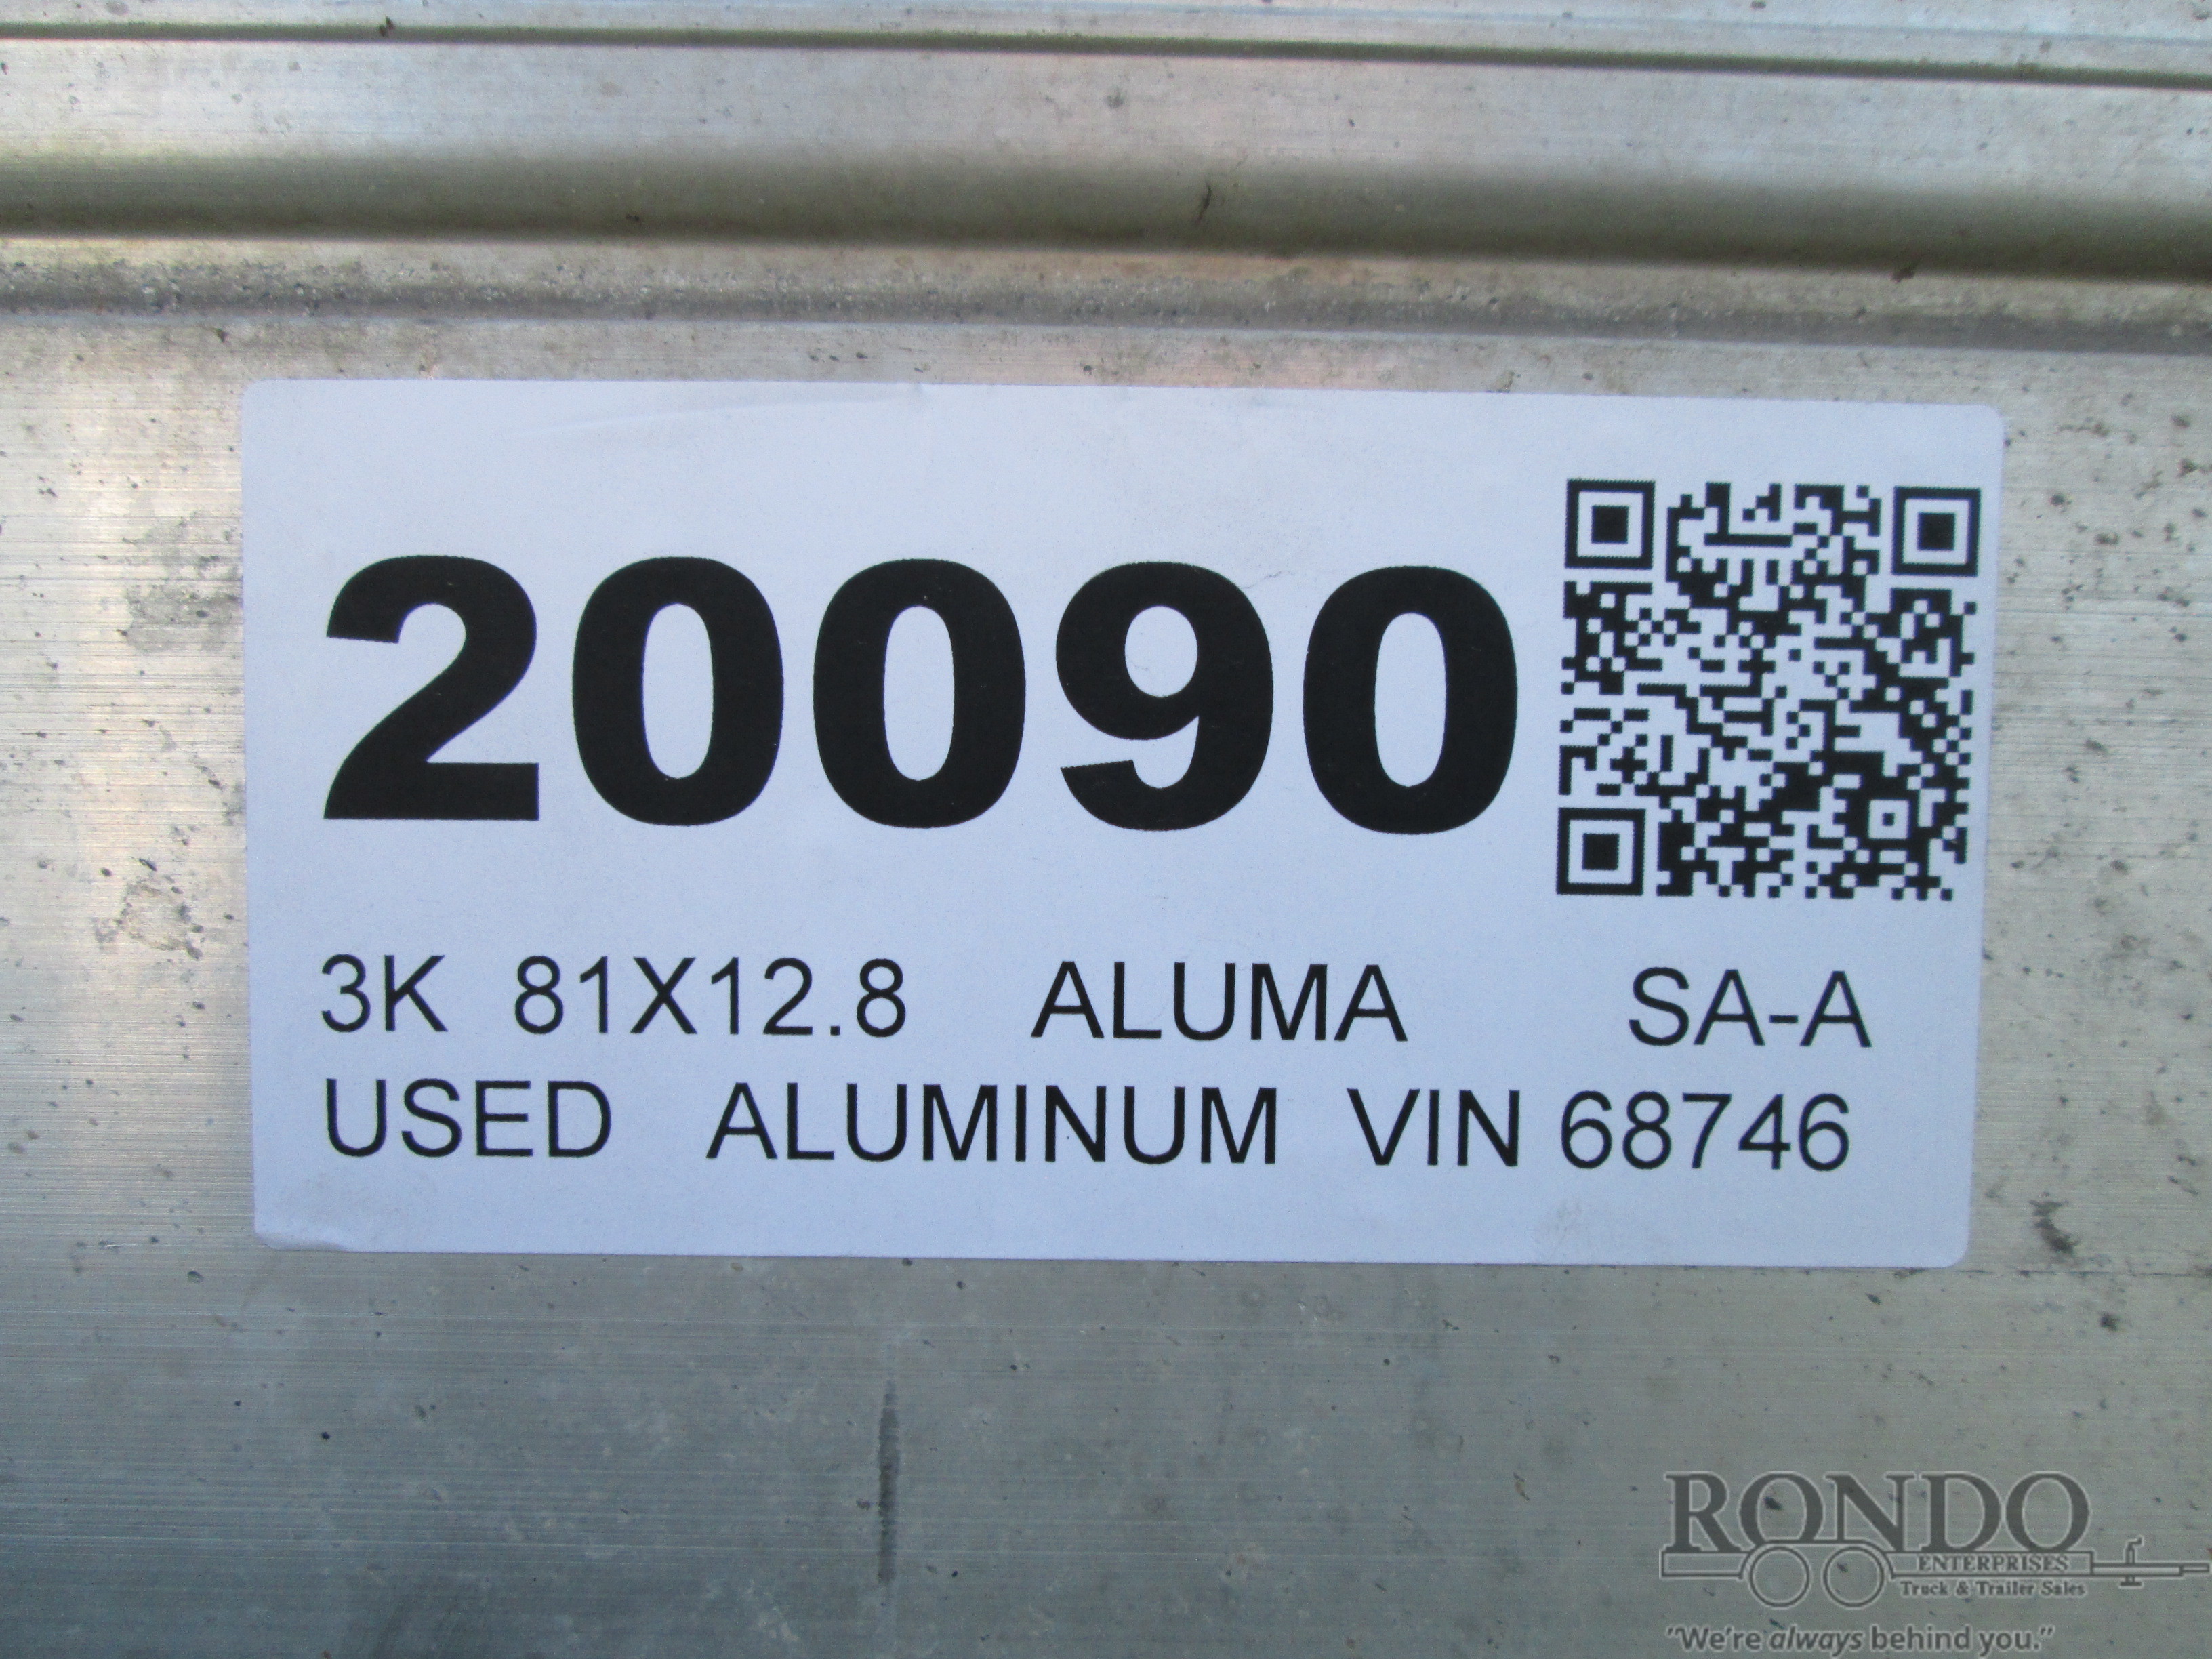 20090
3K 81X12.8 ALUMA SA-A
USED ALUMINUM VIN 68746
RONDO
ENTERPRISES
Truck & Trailer Sales
"We're always behind you."